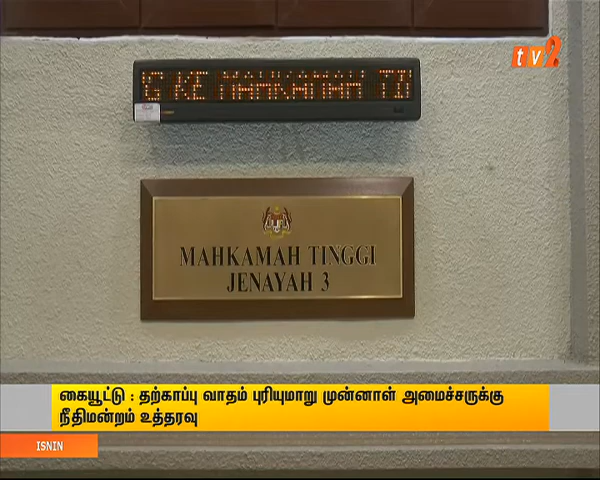 tv2
G KE MAHKAMAH TI
MAHKAMAH TINGGI
JENAYAH 3
கையூட்டு : தற்காப்பு வாதம் புரியுமாறு முன்னாள் அமைச்சருக்கு
நீதிமன்றம் உத்தரவு
ISNIN